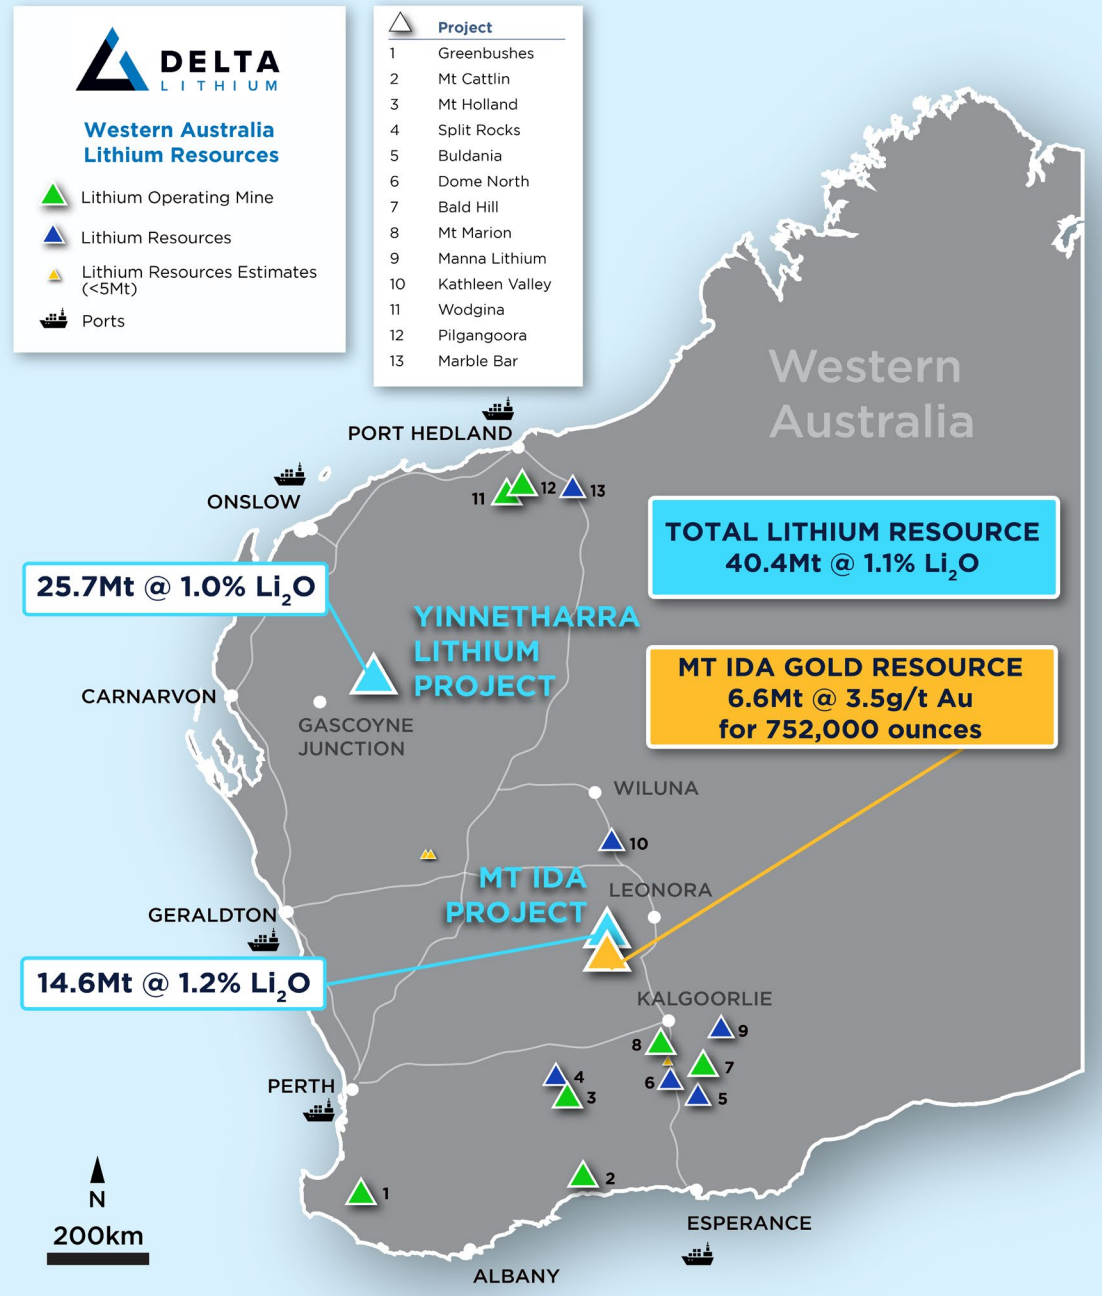 DELTA
LITHIUM
Western Australia
Lithium Resources
Lithium Operating Mine
Lithium Resources
Lithium Resources Estimates
(<5Mt)
Ports
Project
1 Greenbushes
2 Mt Cattlin
3 Mt Holland
4 Split Rocks
5 Buldania
6 Dome North
7 Bald Hill
8 Mt Marion
9 Manna Lithium
10 Kathleen Valley
11 Wodgina
12 Pilgangoora
13 Marble Bar
Western
Australia
PORT HEDLAND
ONSLOW
11
12
13
TOTAL LITHIUM RESOURCE
40.4Mt @ 1.1% Li₂O
25.7Mt @ 1.0% Li₂O
YINNETHARRA
LITHIUM
PROJECT
MT IDA GOLD RESOURCE
6.6Mt @ 3.5g/t Au
for 752,000 ounces
CARNARVON
GASCOYNE
JUNCTION
WILUNA
10
MT IDA
PROJECT
LEONORA
GERALDTON
14.6Mt @ 1.2% Li₂O
KALGOORLIE
9
8
7
6
5
4
3
PERTH
2
1
N
200km
ESPERANCE
ALBANY